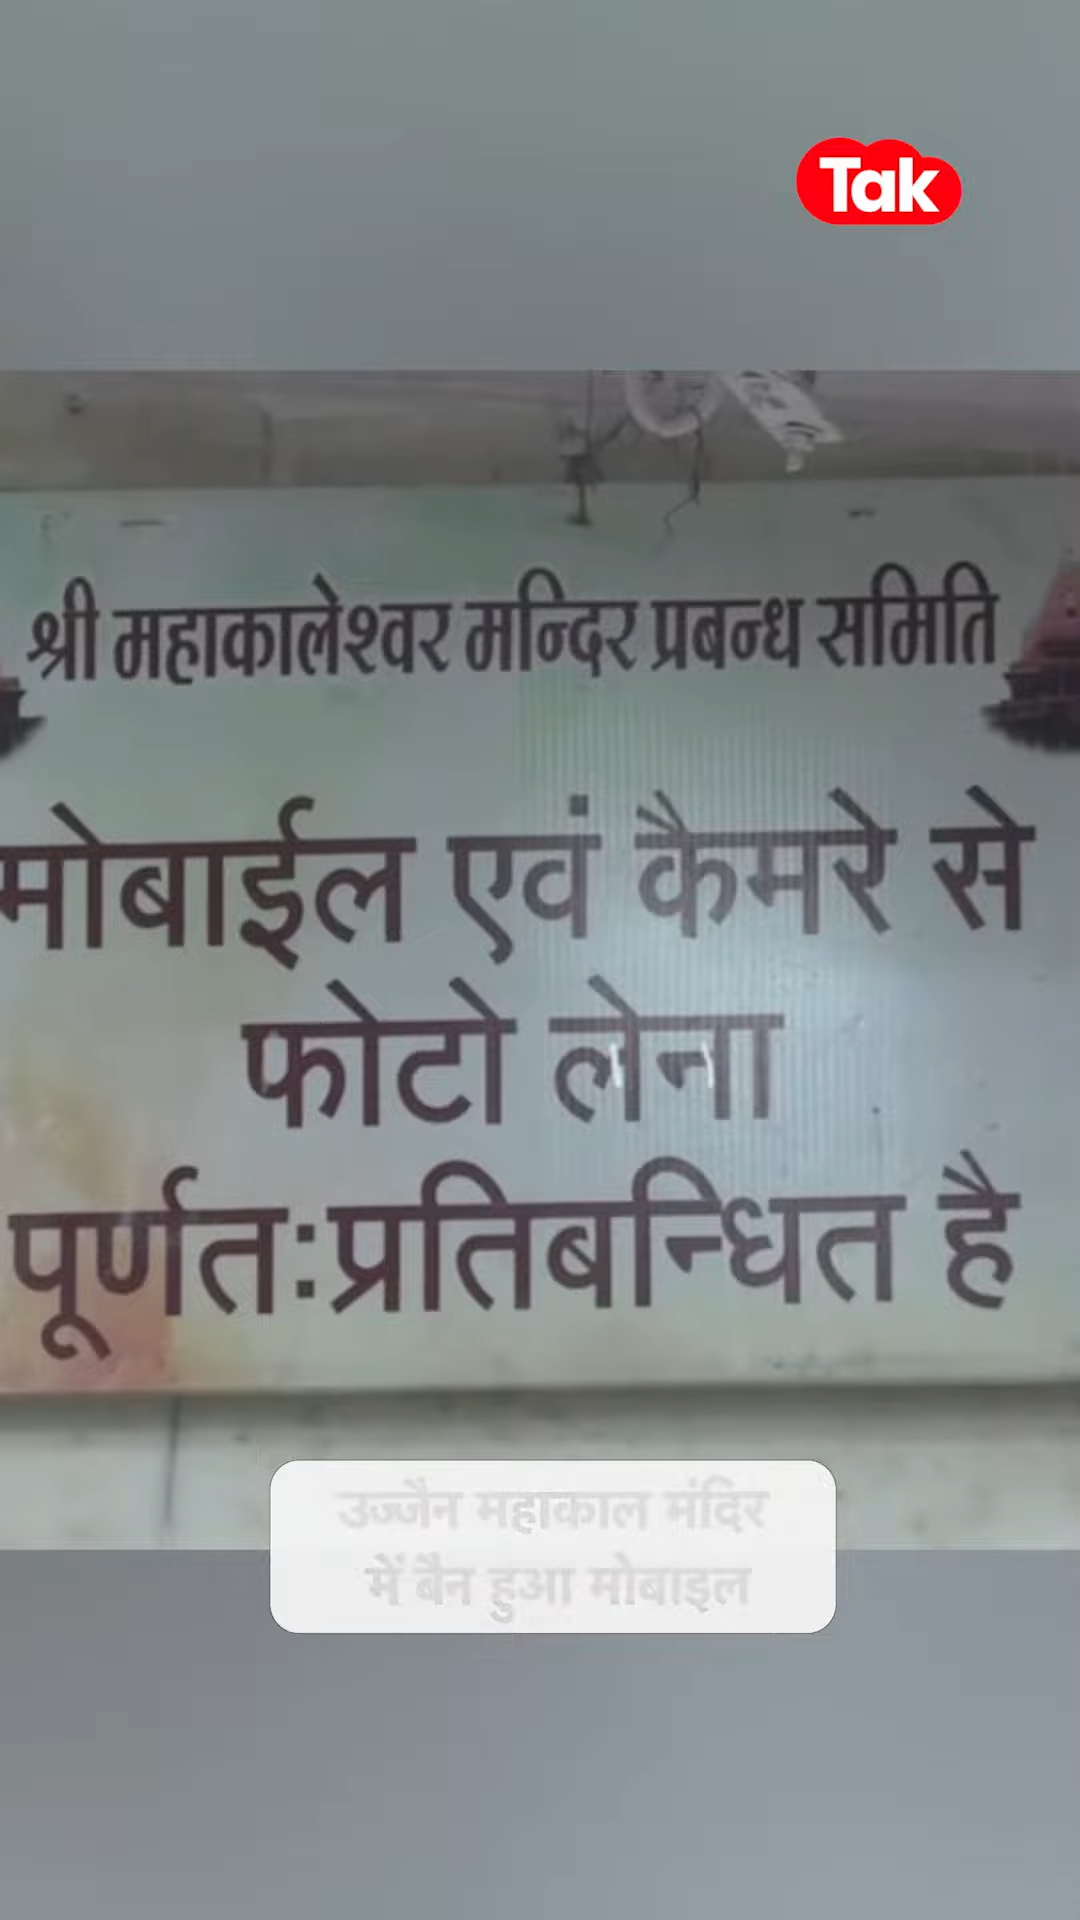 Tak
श्री महाकालेश्वर मन्दिर प्रबन्ध समिति
मोबाईल एवं कैमरे से
फोटो लेना
पूर्णत:प्रतिबन्धित है
उज्जैन महाकाल मंदिर
में बैन हुआ मोबाइल